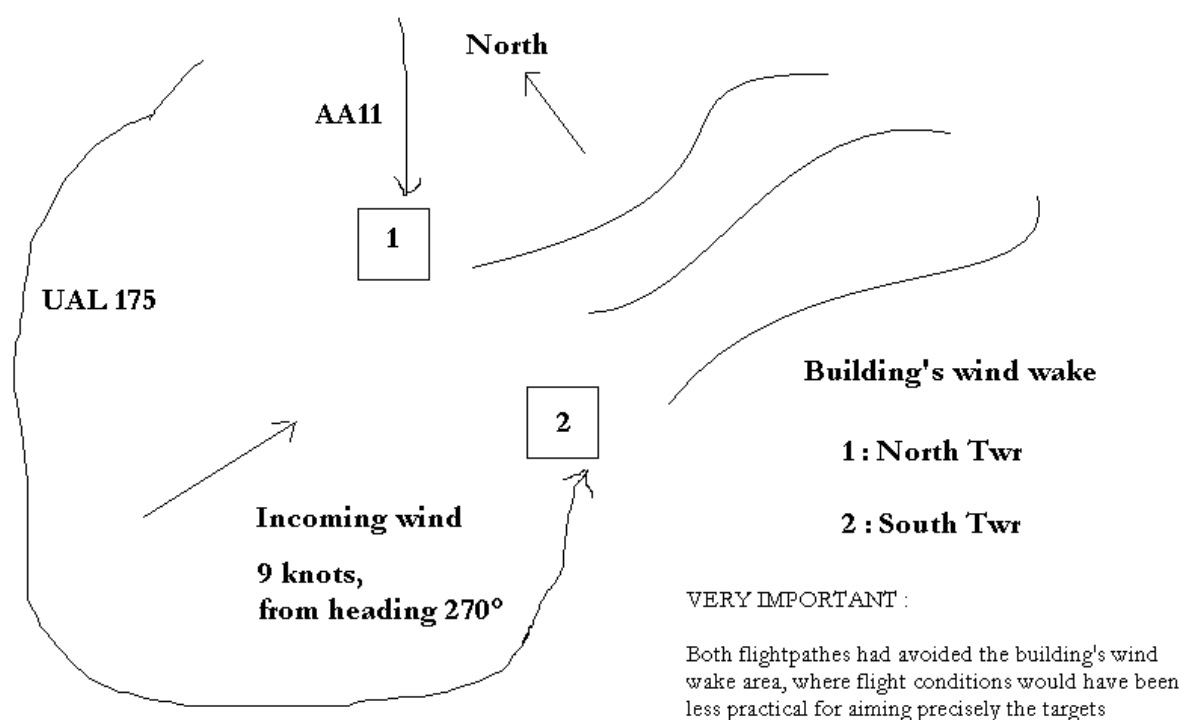 North
AA11
1
UAL 175
Building's wind wake
2
1 : North Twr
Incoming wind
2 : South Twr
9 knots,
from heading 270°
VERY IMPORTANT :
Both flightpathes had avoided the building's wind
wake area, where flight conditions would have been
less practical for aiming precisely the targets